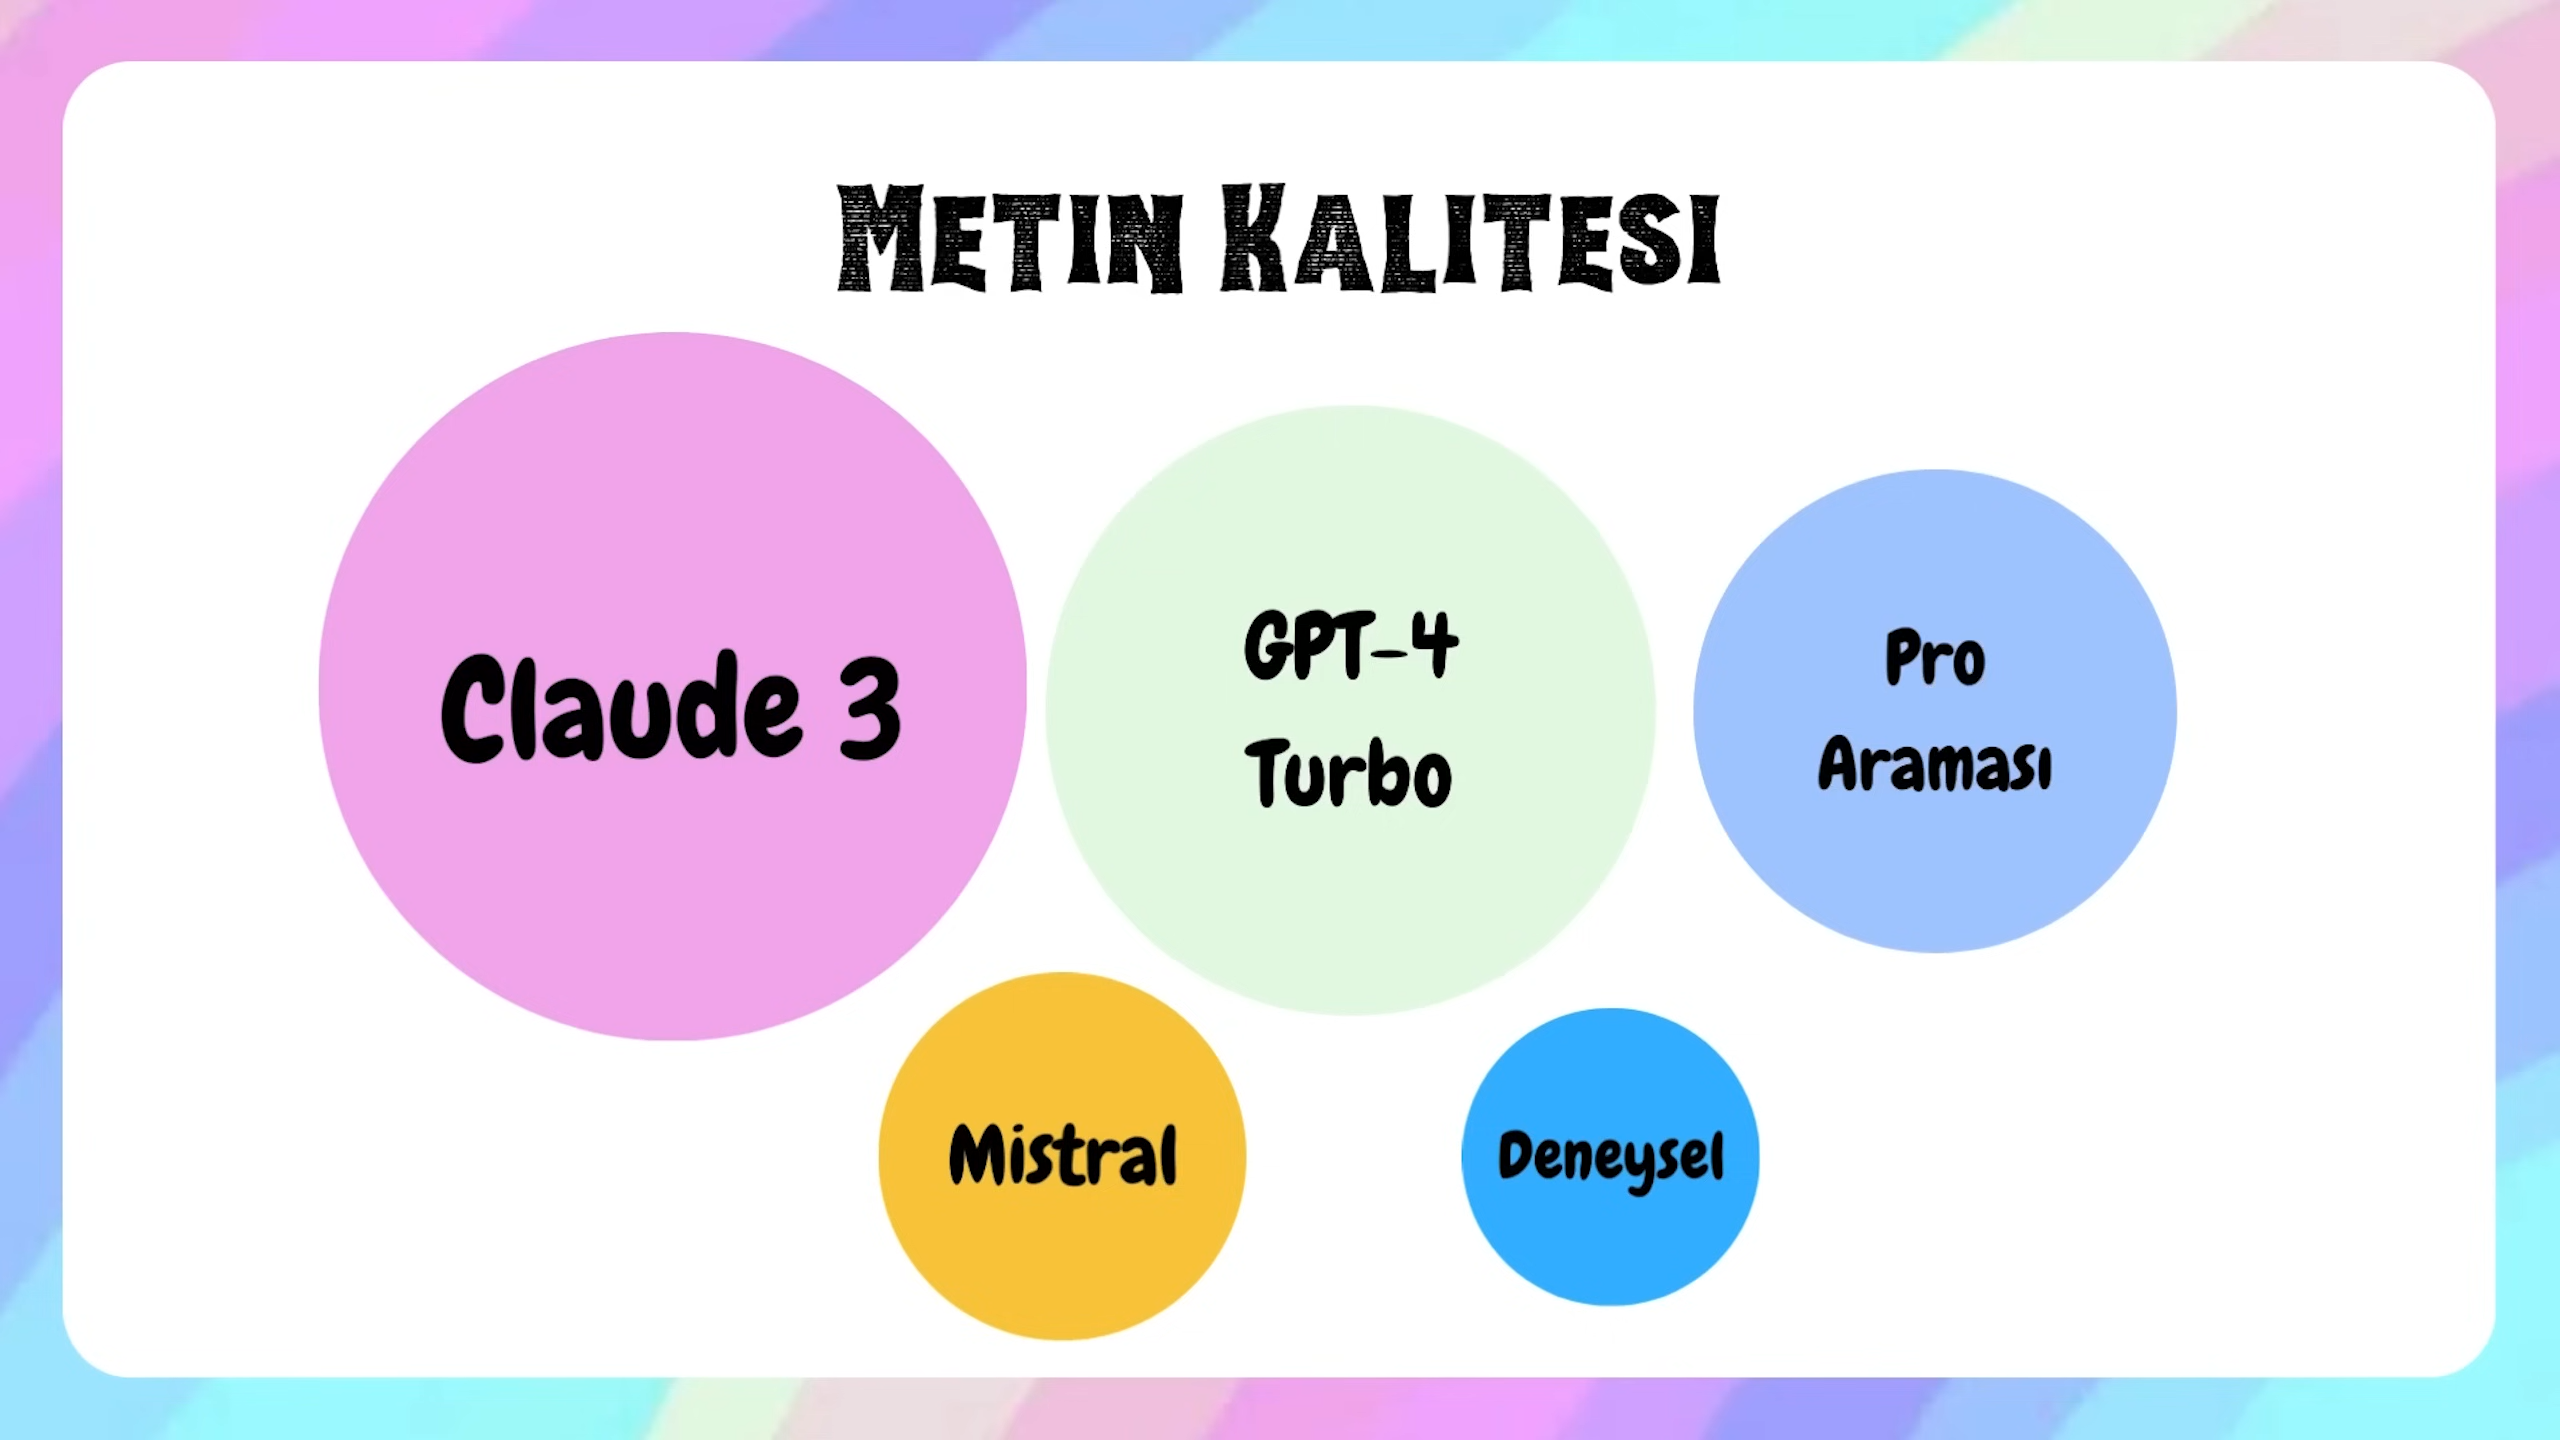 Metin Kalitesi
Claude 3
GPT-4
Turbo
Pro
Araması
Mistral
Deneysel